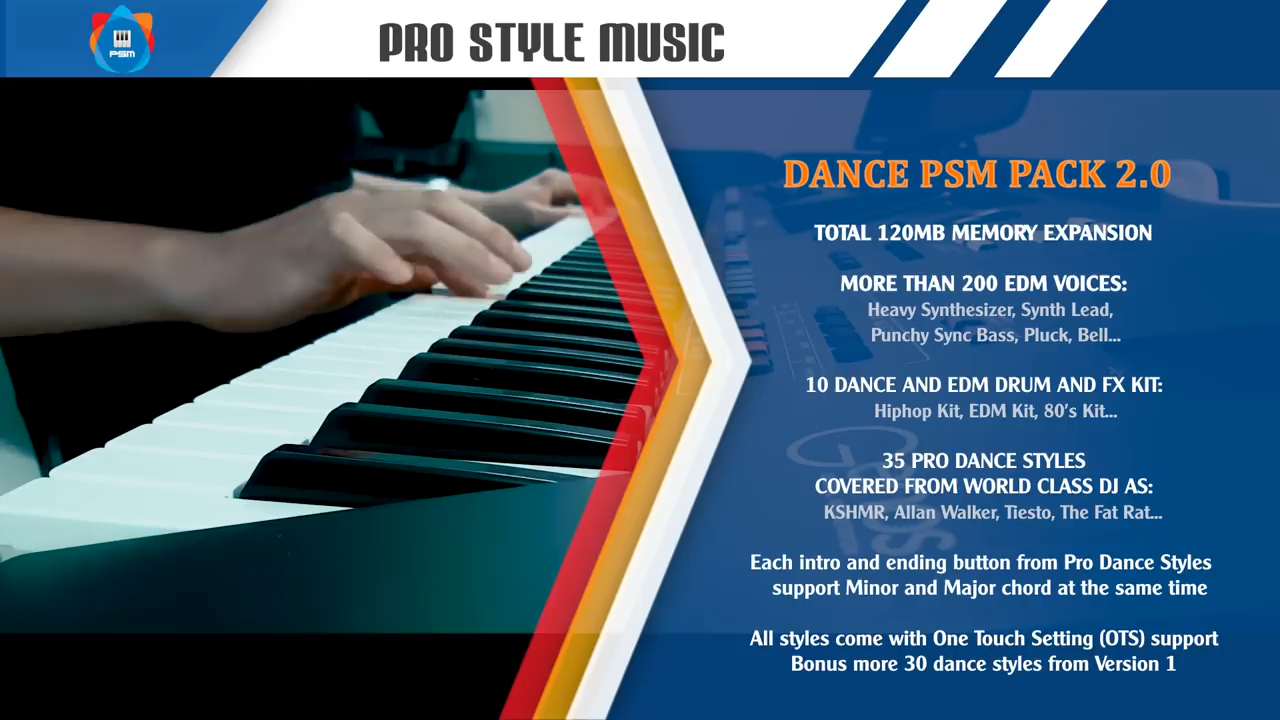 PSM
PRO STYLE MUSIC
DANCE PSM PACK 2.0
TOTAL 120MB MEMORY EXPANSION
MORE THAN 200 EDM VOICES:
Heavy Synthesizer, Synth Lead,
Punchy Sync Bass, Pluck, Bell...
10 DANCE AND EDM DRUM AND FX KIT:
Hiphop Kit, EDM Kit, 80's Kit...
35 PRO DANCE STYLES
COVERED FROM WORLD CLASS DJ AS:
KSHMR, Allan Walker, Tiesto, The Fat Rat...
Each intro and ending button from Pro Dance Styles
support Minor and Major chord at the same time
All styles come with One Touch Setting (OTS) support
Bonus more 30 dance styles from Version 1